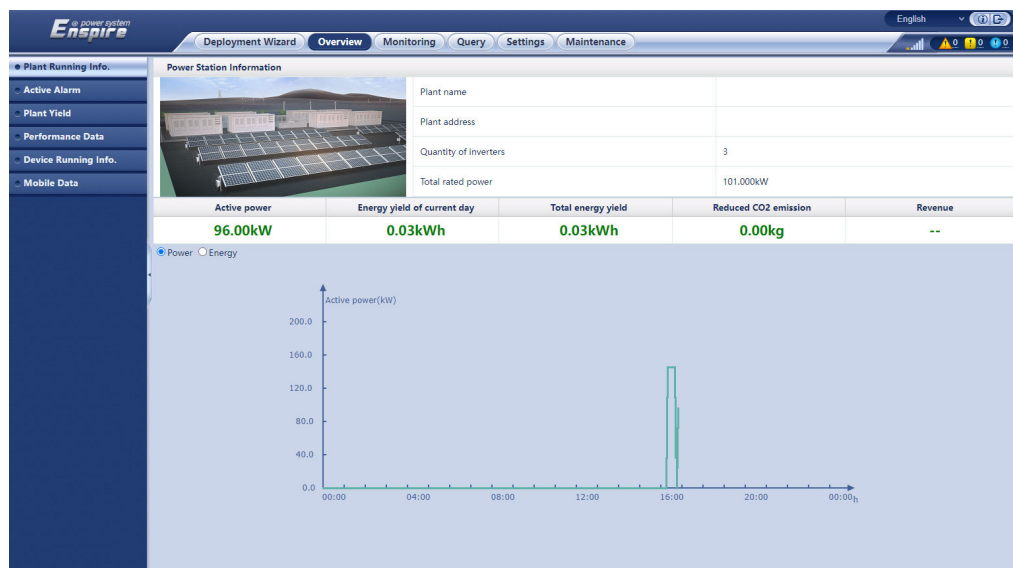 @ power system
Enspire
English
Deployment Wizard Overview Monitoring Query Settings Maintenance
0 0 0
Plant Running Info.
Active Alarm
Plant Yield
Performance Data
Device Running Info.
Mobile Data
Power Station Information
Plant name
Plant address
Quantity of inverters 3
Total rated power 101.000kW
Active power Energy yield of current day Total energy yield Reduced CO2 emission Revenue
96.00kW 0.03kWh 0.03kWh 0.00kg --
Power Energy
Active power(kW)
200.0
160.0
120.0
80.0
40.0
0.0
00:00 04:00 08:00 12:00 16:00 20:00 00:00 h